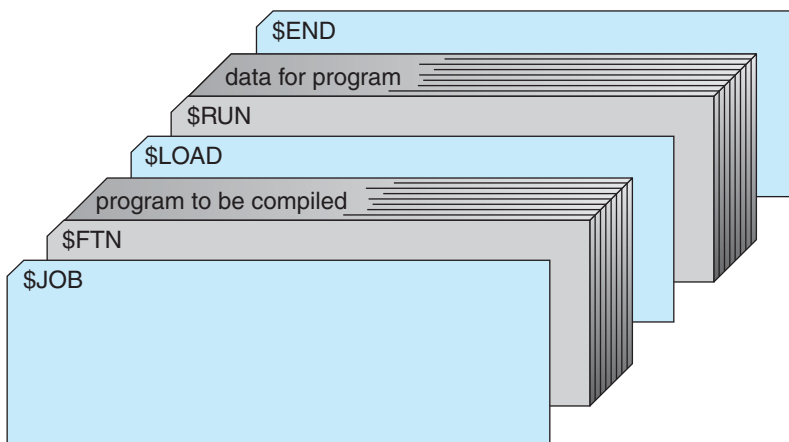 $END
data for program
$RUN
$LOAD
program to be compiled
$FTN
$JOB